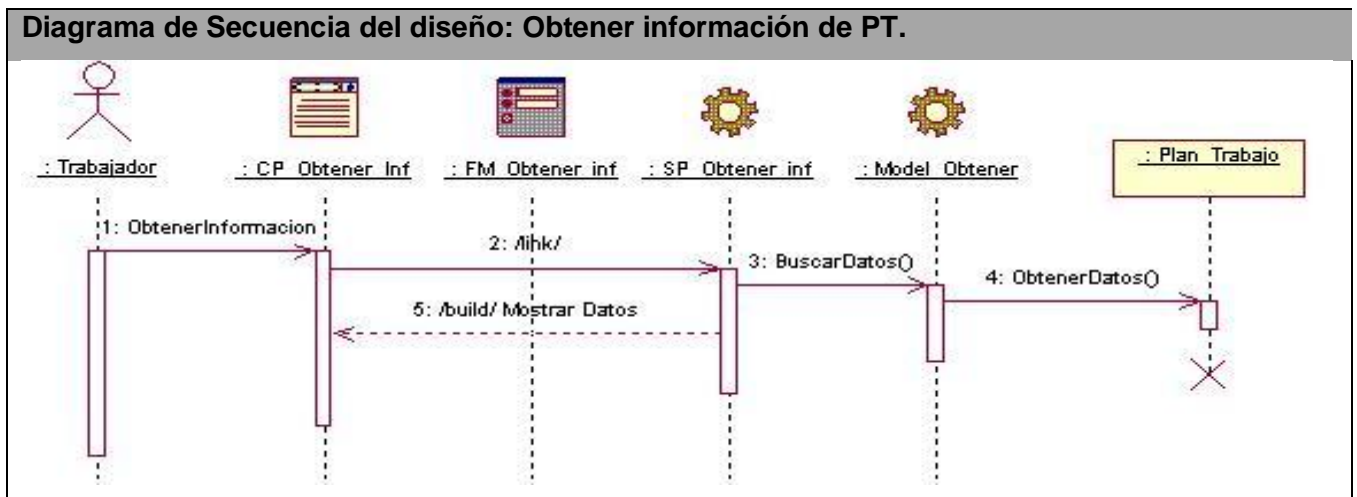 Diagrama de Secuencia del diseño: Obtener información de PT.
: Trabajador
: CP_Obtener_Inf
: FM_Obtener_inf
: SP_Obtener_inf
: Model_Obtener
: Plan_Trabajo
1: ObtenerInformacion
2: /link/
3: BuscarDatos()
4: ObtenerDatos()
5: /build/ Mostrar Datos